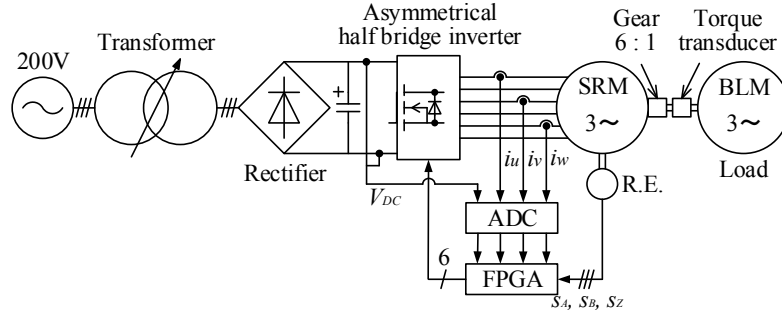 Asymmetrical
half bridge inverter
Gear
6 : 1
Torque
transducer
Transformer
200V
+
SRM
3～
BLM
3～
Rectifier
iu iv iw
R.E.
Load
VDC
ADC
6
FPGA
SA, SB, SZ